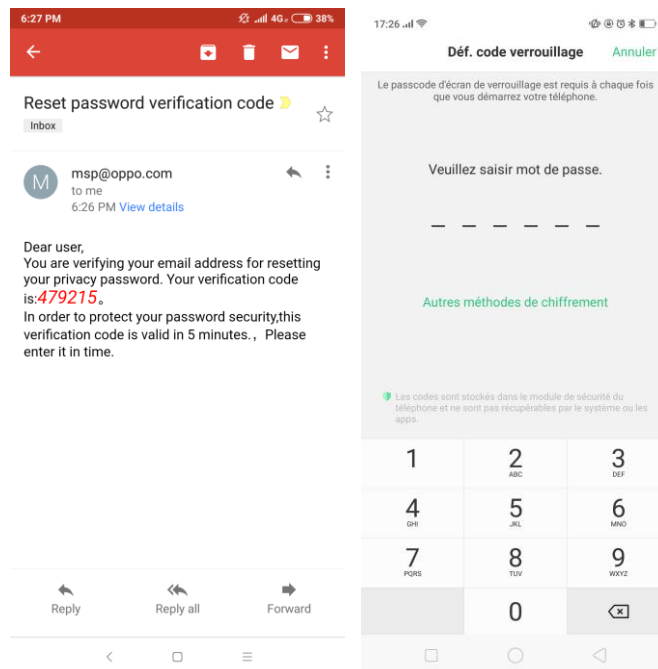 6:27 PM
4G 38%
Reset password verification code
Inbox
M
msp@oppo.com
to me
6:26 PM View details
Dear user,
You are verifying your email address for resetting
your privacy password. Your verification code
is:479215。
In order to protect your password security,this
verification code is valid in 5 minutes.，Please
enter it in time.
Reply
Reply all
Forward
17:26
Déf. code verrouillage
Annuler
Le passcode d'écran de verrouillage est requis à chaque fois
que vous démarrez votre téléphone.
Veuillez saisir mot de passe.
Autres méthodes de chiffrement
Les codes sont stockés dans le module de sécurité du
téléphone et ne sont pas récupérables par le système ou les
apps.
1 2 3
ABC DEF
4 5 6
GHI JKL MNO
7 8 9
PQRS TUV WXYZ
0